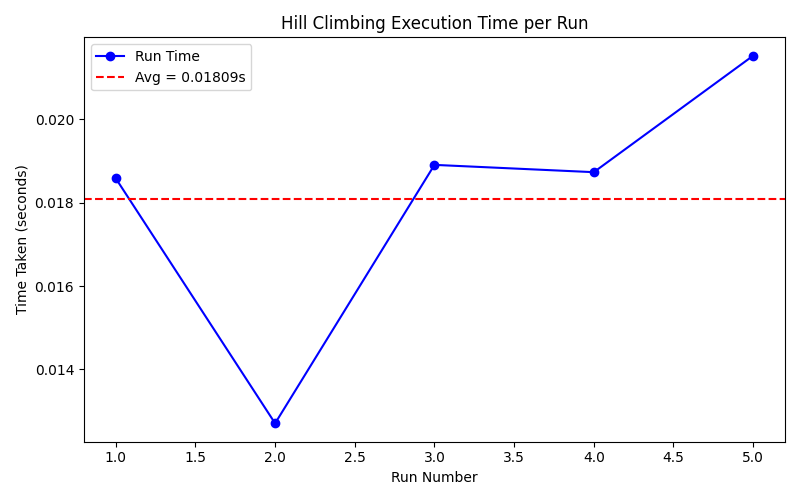 Hill Climbing Execution Time per Run
Run Time
Avg = 0.01809s
Time Taken (seconds)
0.020
0.018
0.016
0.014
1.0 1.5 2.0 2.5 3.0 3.5 4.0 4.5 5.0
Run Number